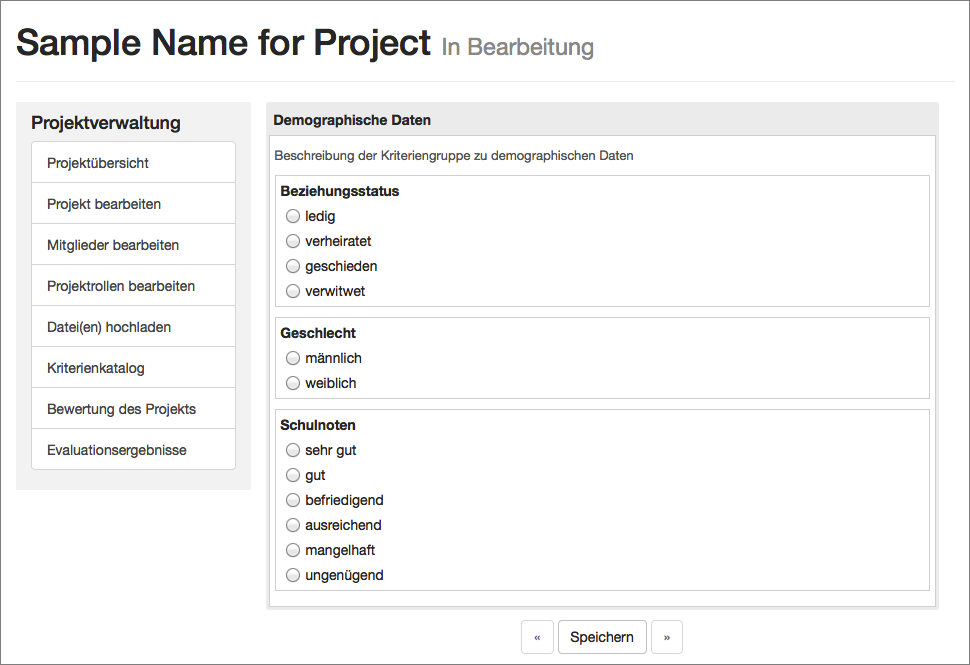 Sample Name for Project In Bearbeitung
Projektverwaltung
Projektübersicht
Projekt bearbeiten
Mitglieder bearbeiten
Projektrollen bearbeiten
Datei(en) hochladen
Kriterienkatalog
Bewertung des Projekts
Evaluationsergebnisse
Demographische Daten
Beschreibung der Kriteriengruppe zu demographischen Daten
Beziehungsstatus
ledig
verheiratet
geschieden
verwitwet
Geschlecht
männlich
weiblich
Schulnoten
sehr gut
gut
befriedigend
ausreichend
mangelhaft
ungenügend
« Speichern »